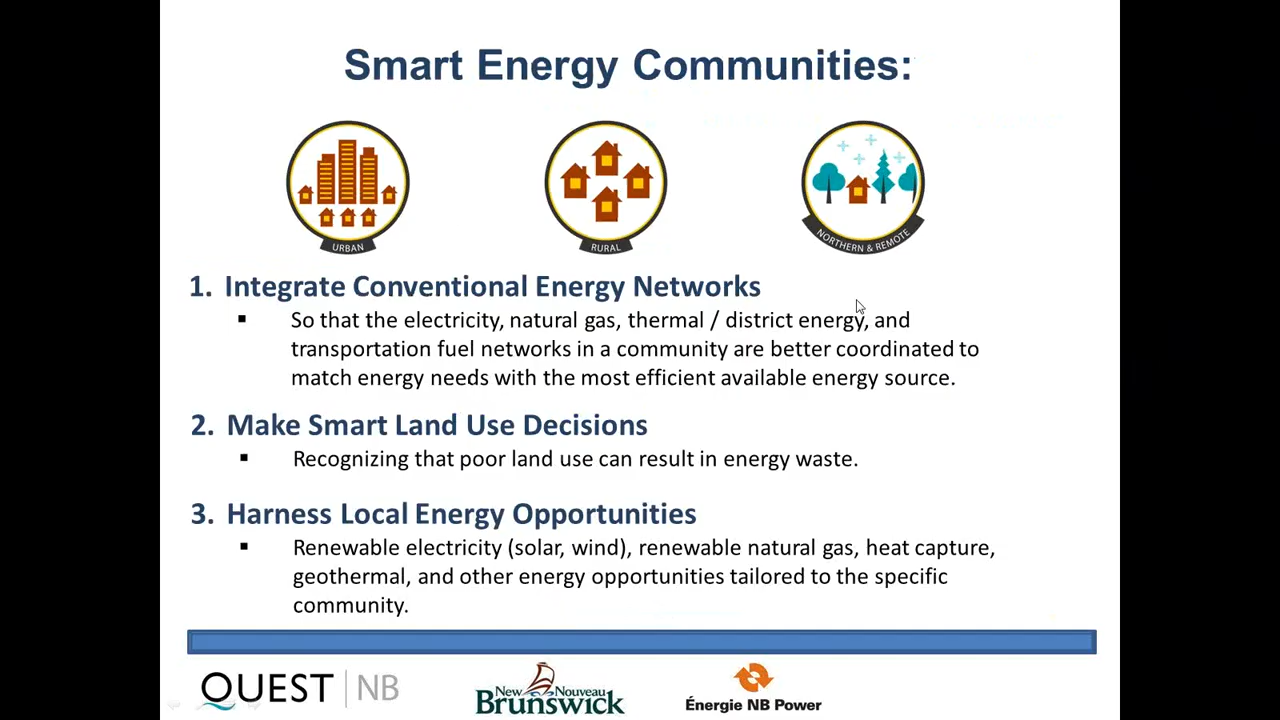 Smart Energy Communities:
URBAN
RURAL
NORTHERN & REMOTE
1. Integrate Conventional Energy Networks
▪ So that the electricity, natural gas, thermal / district energy, and
transportation fuel networks in a community are better coordinated to
match energy needs with the most efficient available energy source.
2. Make Smart Land Use Decisions
▪ Recognizing that poor land use can result in energy waste.
3. Harness Local Energy Opportunities
▪ Renewable electricity (solar, wind), renewable natural gas, heat capture,
geothermal, and other energy opportunities tailored to the specific
community.
QUEST | NB
New Nouveau
Brunswick
Énergie NB Power